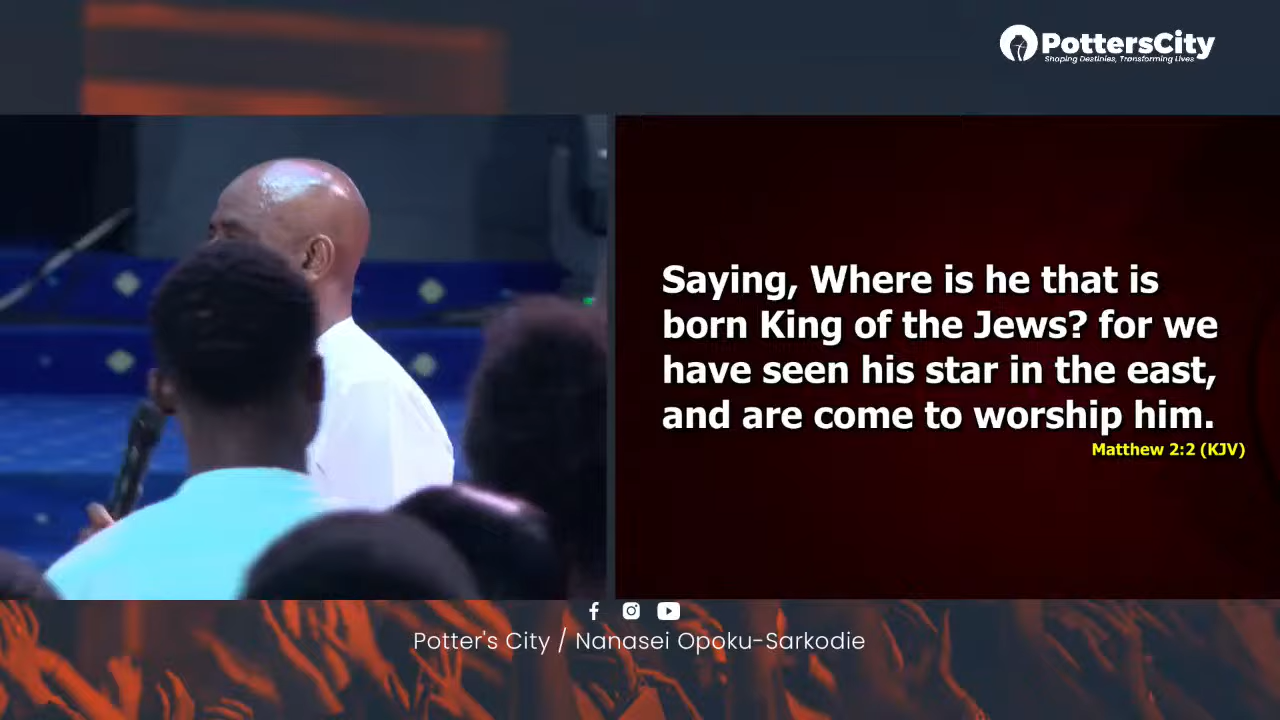 PottersCity
Shaping Destinies, Transforming Lives
Saying, Where is he that is
born King of the Jews? for we
have seen his star in the east,
and are come to worship him.
Matthew 2:2 (KJV)
Potter's City / Nanasei Opoku-Sarkodie